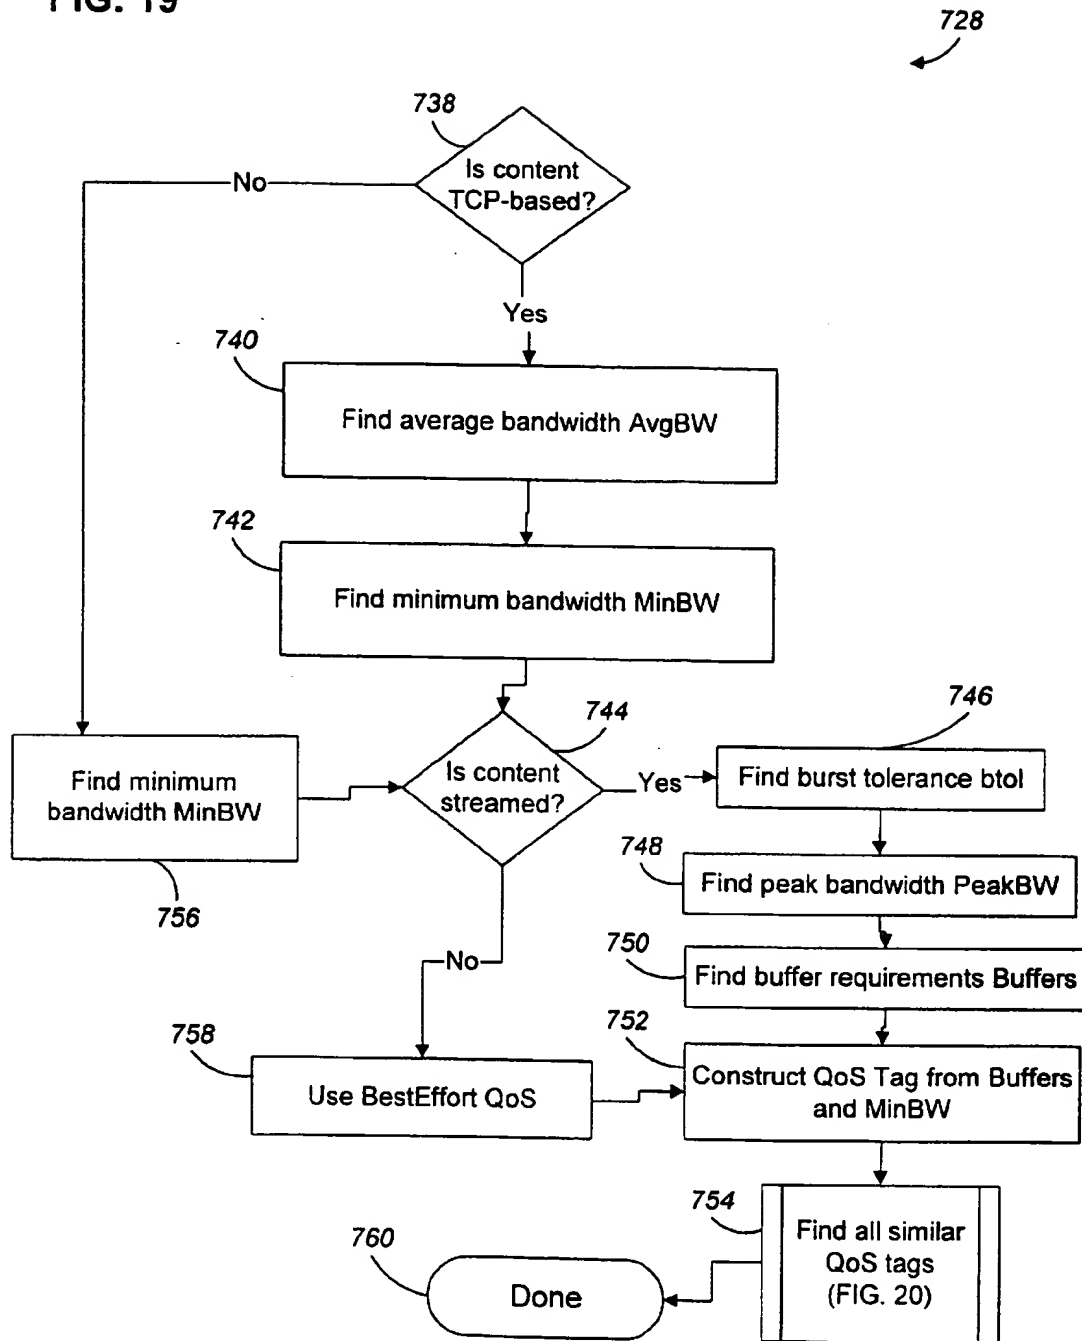 FIG. 19
728
738
Is content
TCP-based?
No
Yes
740
Find average bandwidth AvgBW
742
Find minimum bandwidth MinBW
744
Is content
streamed?
Yes
746
Find burst tolerance btol
Find minimum
bandwidth MinBW
756
748
Find peak bandwidth PeakBW
No
750
Find buffer requirements Buffers
758
Use BestEffort QoS
752
Construct QoS Tag from Buffers
and MinBW
754
Find all similar
QoS tags
(FIG. 20)
760
Done